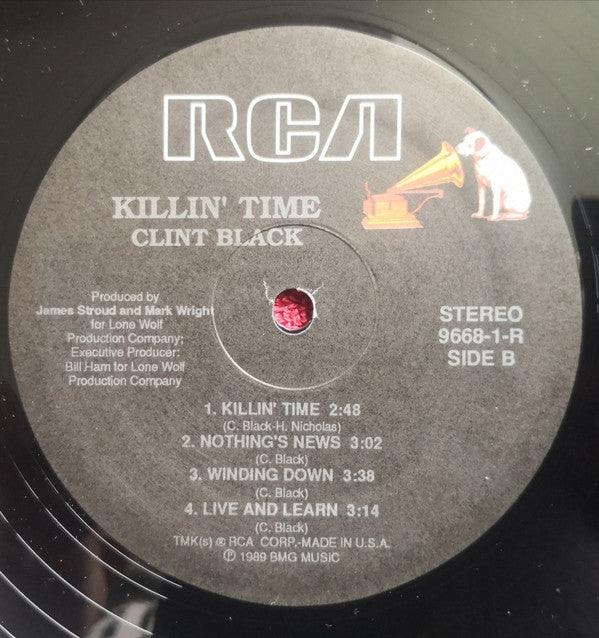 RCA
KILLIN' TIME
CLINT BLACK
Produced by
James Stroud and Mark Wright
for Lone Wolf
Production Company;
Executive Producer:
Bill Ham for Lone Wolf
Production Company
STEREO
9668-1-R
SIDE B
1. KILLIN' TIME 2:48
(C. Black-H. Nicholas)
2. NOTHING'S NEWS 3:02
(C. Black)
3. WINDING DOWN 3:38
(C. Black)
4. LIVE AND LEARN 3:14
(C. Black)
TMK(s) ® RCA CORP.-MADE IN U.S.A.
℗ 1989 BMG MUSIC